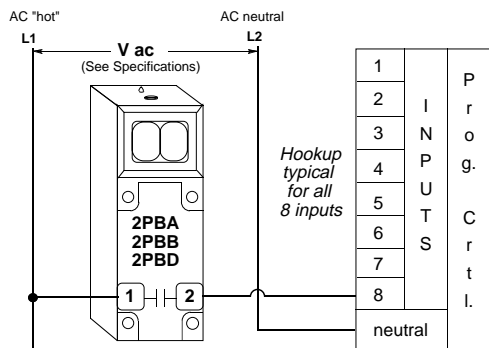 AC "hot"
AC neutral
L1
L2
V ac
(See Specifications)
Hookup
typical
for all
8 inputs
2PBA
2PBB
2PBD
1
2
1
2
3
4
5
6
7
8
neutral
INPUTS
Prog. Crtl.